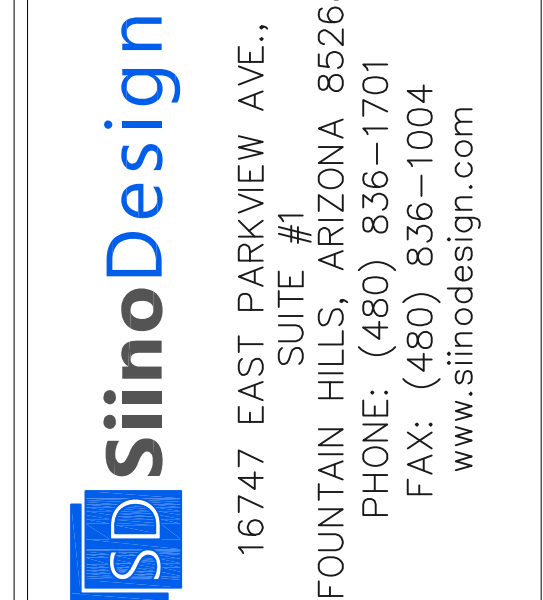 SD SiinoDesign
16747 EAST PARKVIEW AVE.,
SUITE #1
FOUNTAIN HILLS, ARIZONA 8526
PHONE: (480) 836-1701
FAX: (480) 836-1004
www.siinodesign.com